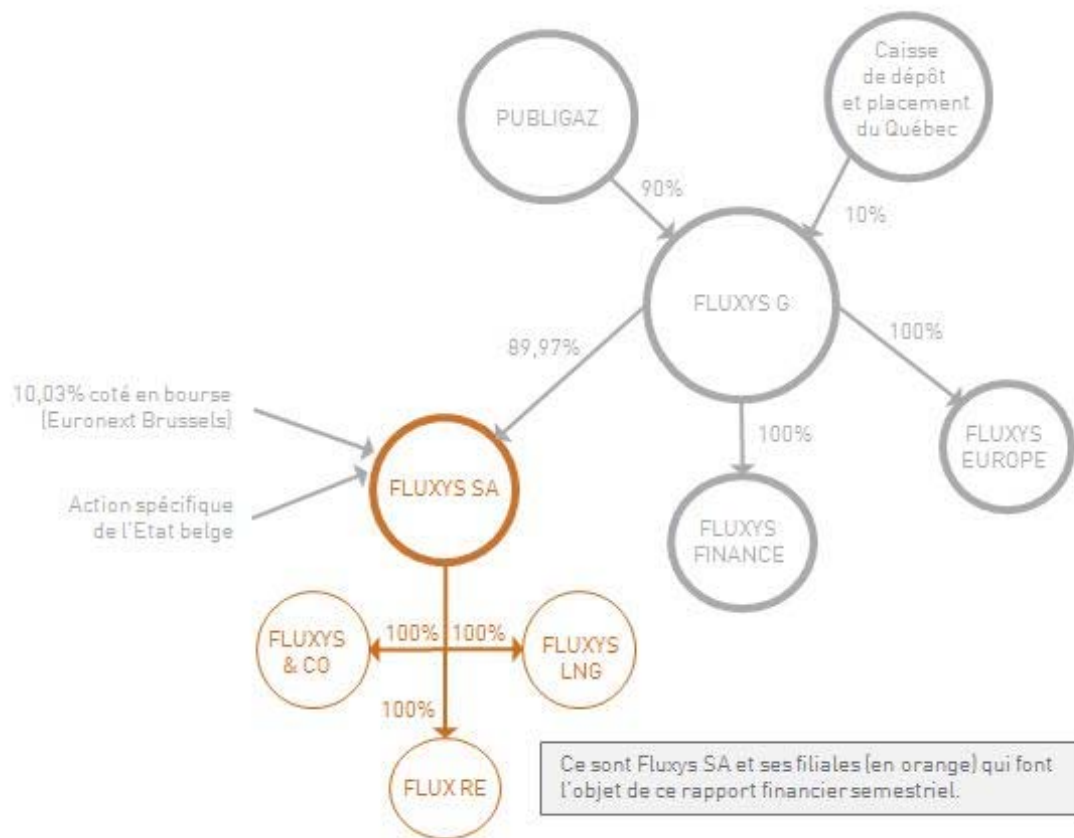 PUBLIGAZ
Caisse
de dépôt
et placement
du Québec
90%
10%
FLUXYS G
89,97%
100%
100%
10,03% coté en bourse
(Euronext Brussels)
Action spécifique
de l'Etat belge
FLUXYS SA
FLUXYS
FINANCE
FLUXYS
EUROPE
FLUXYS
& CO
100%
100%
FLUXYS
LNG
100%
FLUX RE
Ce sont Fluxys SA et ses filiales (en orange) qui font
l'objet de ce rapport financier semestriel.